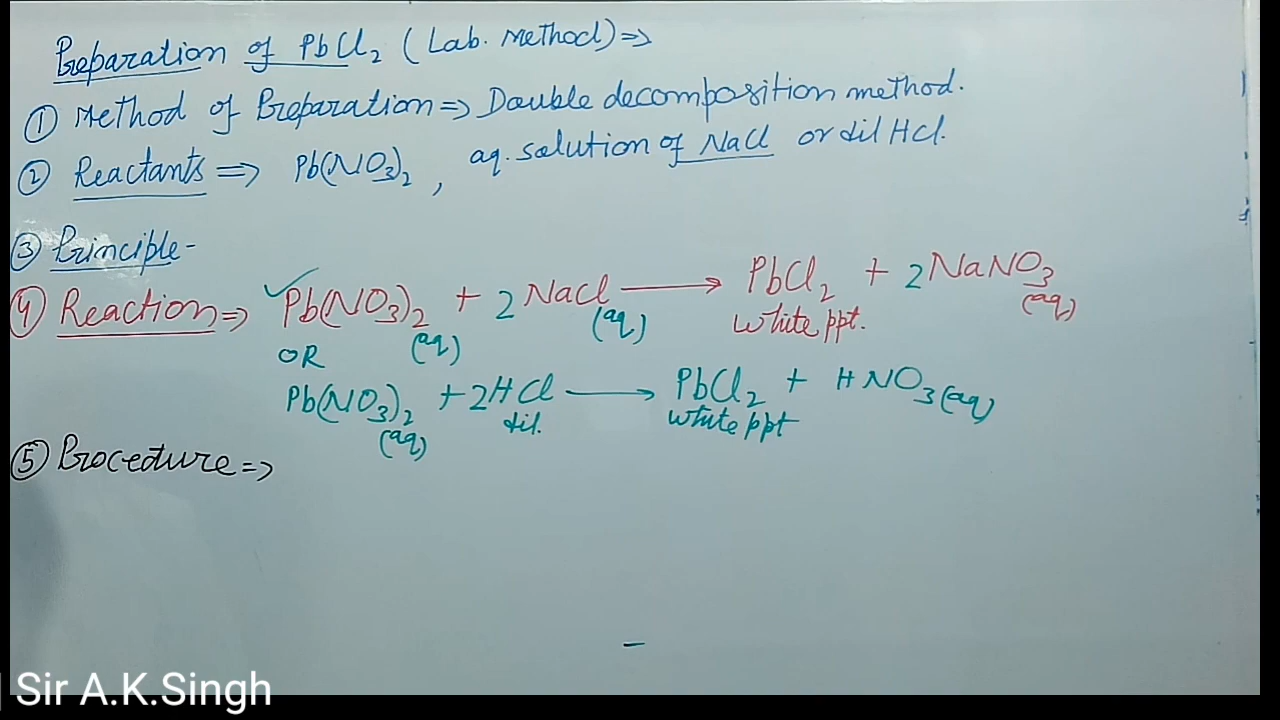 Preparation of PbCl₂ (Lab. Method) ⇒
① Method of Preparation ⇒ Double decomposition method.
② Reactants ⇒ Pb(NO₃)₂, aq. solution of NaCl or dil HCl.
③ Principle -
④ Reaction ⇒ ✓Pb(NO₃)₂ + 2 NaCl ⟶ PbCl₂ + 2 NaNO₃
(aq) (aq) white ppt. (aq)
OR
Pb(NO₃)₂ + 2HCl ⟶ PbCl₂ + HNO₃(aq)
(aq) dil. white ppt
⑤ Procedure ⇒
Sir A.K.Singh